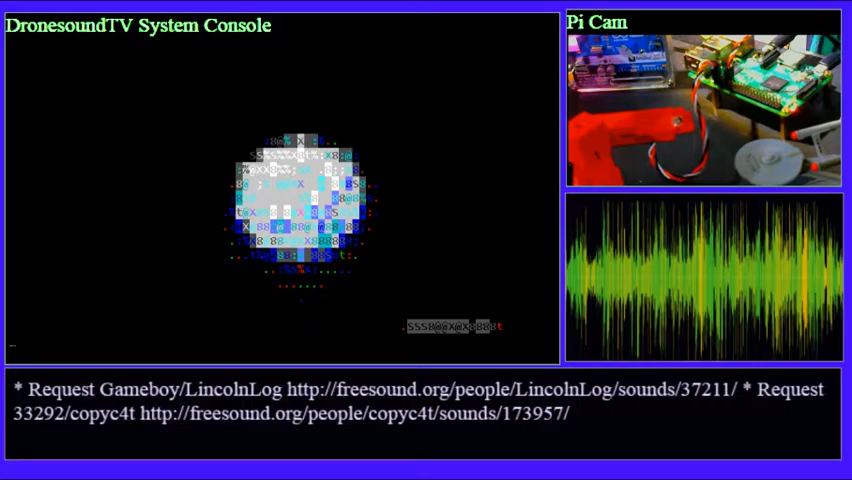 DronesoundTV System Console
Pi Cam
* Request Gameboy/LincolnLog http://freesound.org/people/LincolnLog/sounds/37211/ * Request
33292/copyc4t http://freesound.org/people/copyc4t/sounds/173957/